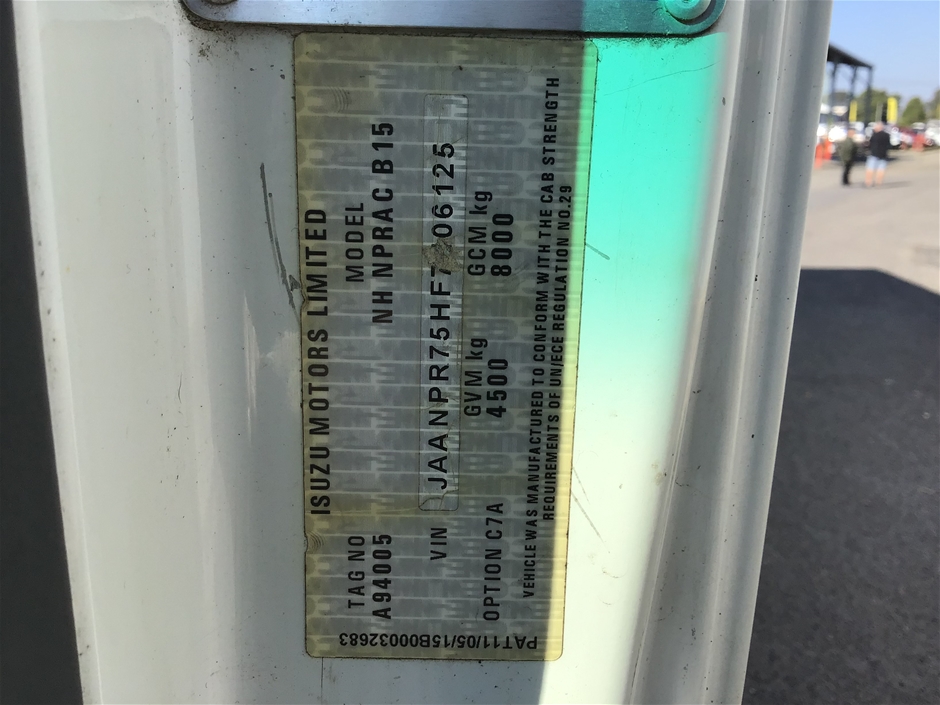 ISUZU MOTORS LIMITED
TAG NO MODEL
A94005 NH NPRAC B15
VIN JAANPR75HF7 06125
GVM kg GCM kg
OPTION C7A 4500 8000
VEHICLE WAS MANUFACTURED TO CONFORM WITH THE CAB STRENGTH
REQUIREMENTS OF UN/ECE REGULATION NO.29
PAT11/05/15B00032683